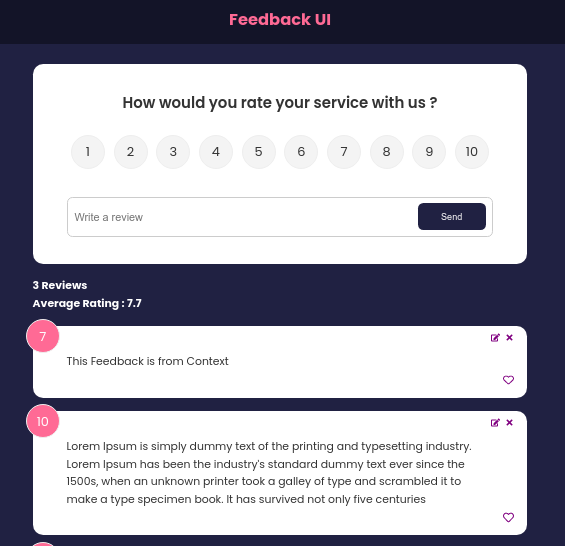 Feedback UI
How would you rate your service with us ?
1 2 3 4 5 6 7 8 9 10
Write a review Send
3 Reviews
Average Rating : 7.7
7
This Feedback is from Context
10
Lorem Ipsum is simply dummy text of the printing and typesetting industry.
Lorem Ipsum has been the industry's standard dummy text ever since the
1500s, when an unknown printer took a galley of type and scrambled it to
make a type specimen book. It has survived not only five centuries